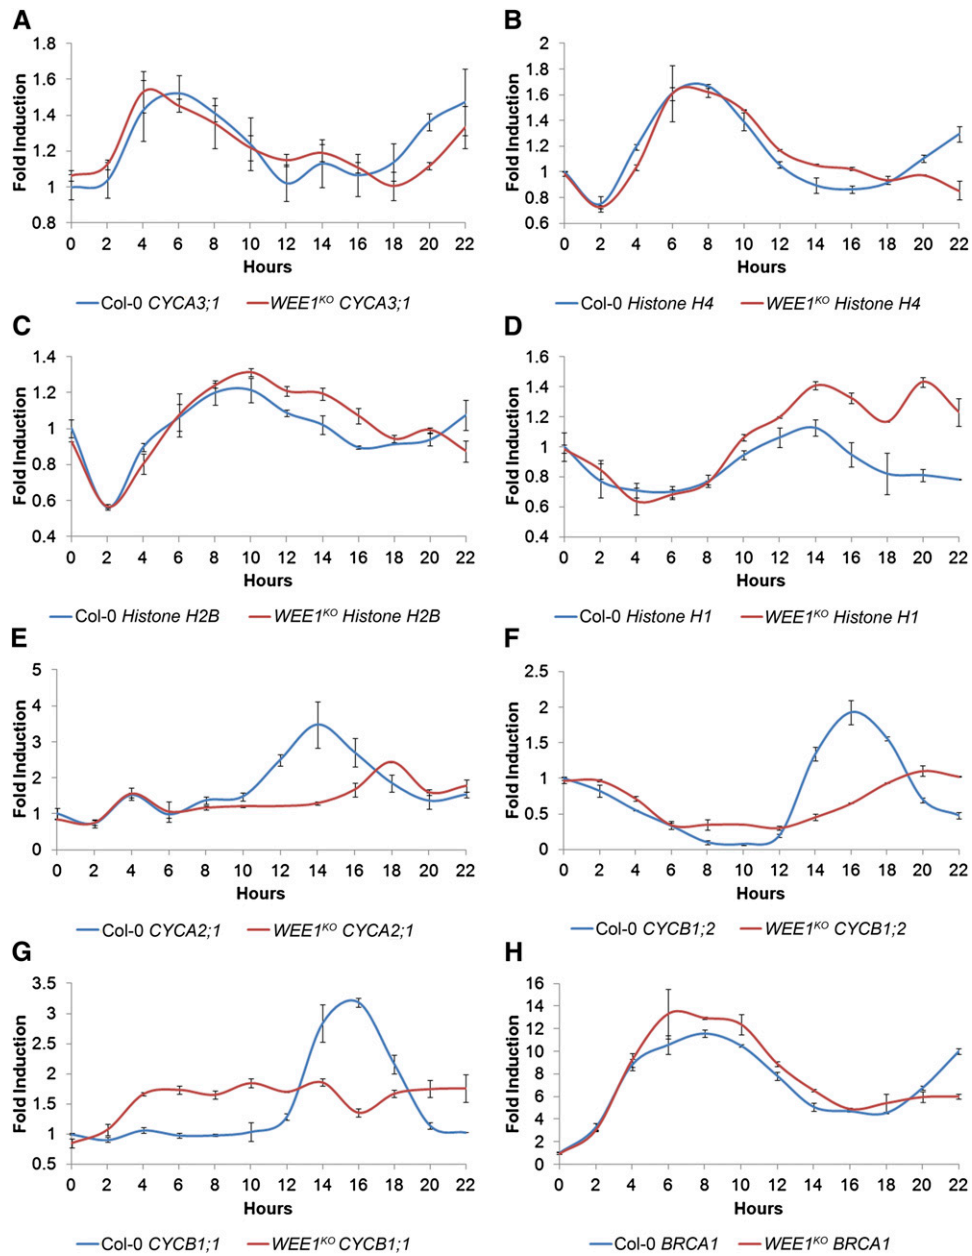 A
B
Fold Induction
1.8
1.6
1.4
1.2
1
0.8
0 2 4 6 8 10 12 14 16 18 20 22
Hours
Col-0 CYCA3;1 WEE1KO CYCA3;1
Fold Induction
2
1.8
1.6
1.4
1.2
1
0.8
0.6
0 2 4 6 8 10 12 14 16 18 20 22
Hours
Col-0 Histone H4 WEE1KO Histone H4
C
D
Fold Induction
1.4
1.2
1
0.8
0.6
0.4
0 2 4 6 8 10 12 14 16 18 20 22
Hours
Col-0 Histone H2B WEE1KO Histone H2B
Fold Induction
1.6
1.4
1.2
1
0.8
0.6
0.4
0 2 4 6 8 10 12 14 16 18 20 22
Hours
Col-0 Histone H1 WEE1KO Histone H1
E
F
Fold Induction
5
4
3
2
1
0
0 2 4 6 8 10 12 14 16 18 20 22
Hours
Col-0 CYCA2;1 WEE1KO CYCA2;1
Fold Induction
2.5
2
1.5
1
0.5
0
0 2 4 6 8 10 12 14 16 18 20 22
Hours
Col-0 CYCB1;2 WEE1KO CYCB1;2
G
H
Fold Induction
3.5
3
2.5
2
1.5
1
0.5
0 2 4 6 8 10 12 14 16 18 20 22
Hours
Col-0 CYCB1;1 WEE1KO CYCB1;1
Fold Induction
16
14
12
10
8
6
4
2
0
0 2 4 6 8 10 12 14 16 18 20 22
Hours
Col-0 BRCA1 WEE1KO BRCA1